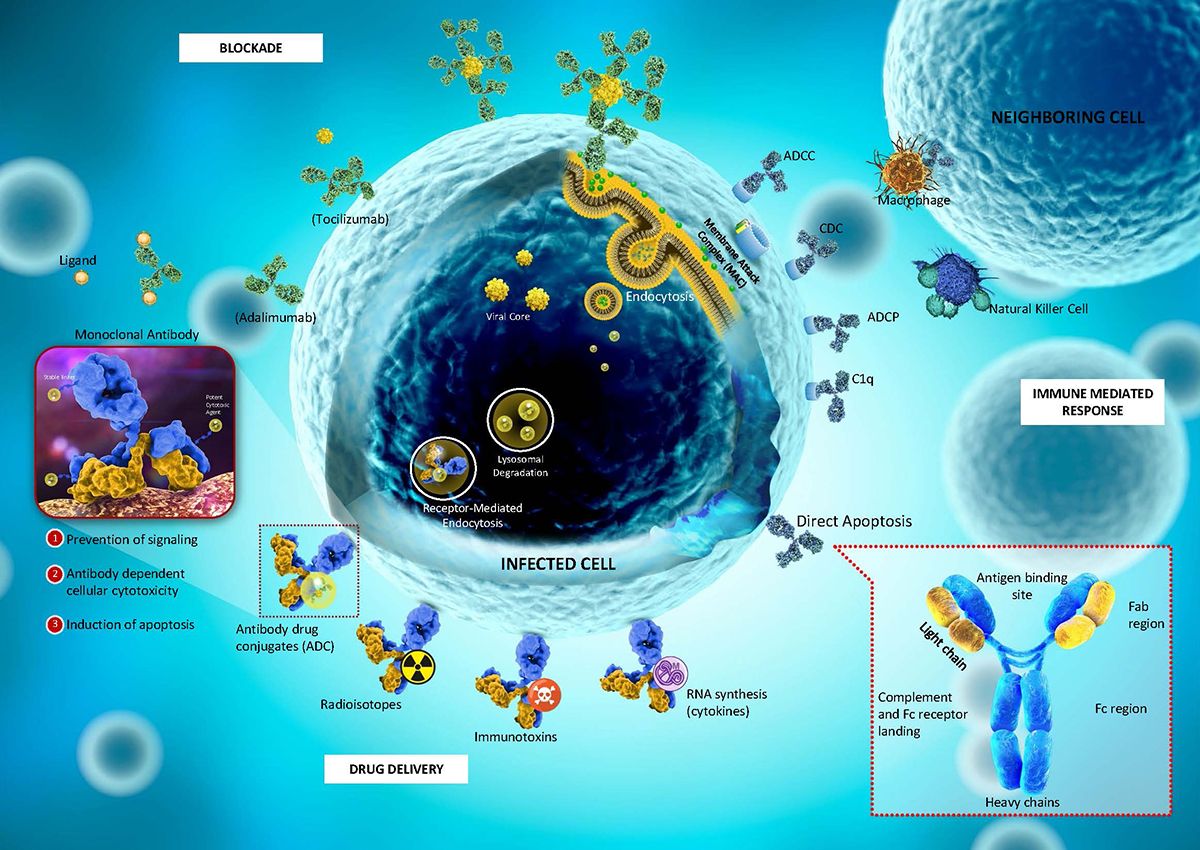 BLOCKADE
NEIGHBORING CELL
ADCC
Macrophage
(Tocilizumab)
CDC
Membrane Attack
Complex (MAC)
Ligand
Viral Core
Endocytosis
Natural Killer Cell
(Adalimumab)
ADCP
Monoclonal Antibody
Stable linker
Potent
Cytotoxic
Agent
C1q
IMMUNE MEDIATED
RESPONSE
Lysosomal
Degradation
Receptor-Mediated
Endocytosis
Direct Apoptosis
INFECTED CELL
1 Prevention of signaling
2 Antibody dependent
cellular cytotoxicity
3 Induction of apoptosis
Antibody drug
conjugates (ADC)
Radioisotopes
Immunotoxins
M
RNA synthesis
(cytokines)
DRUG DELIVERY
Antigen binding
site
Fab
region
Light chain
Complement
and Fc receptor
landing
Fc region
Heavy chains